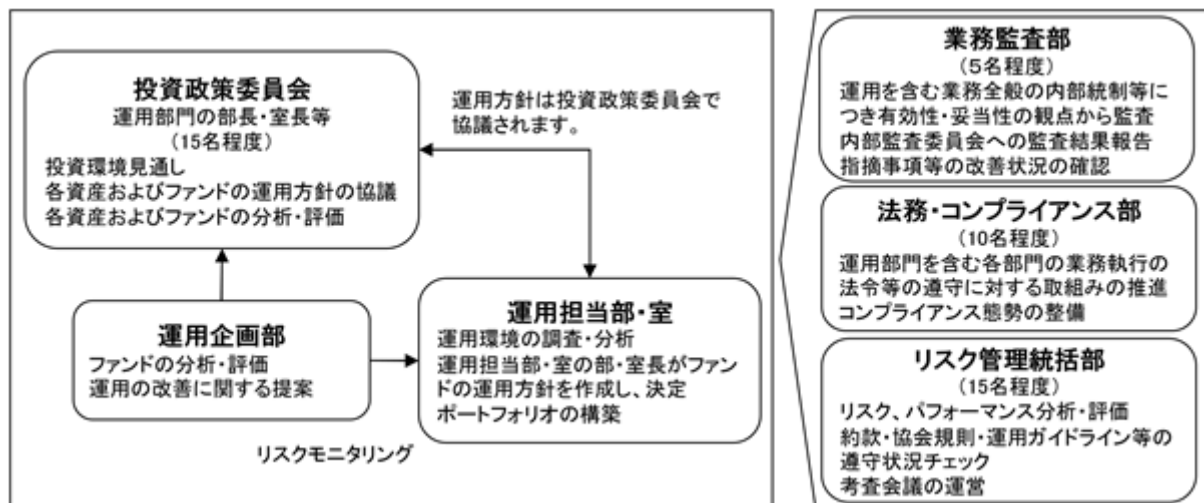 投資政策委員会
運用部門の部長・室長等
(15名程度)
投資環境見通し
各資産およびファンドの運用方針の協議
各資産およびファンドの分析・評価
運用方針は投資政策委員会で
協議されます。
運用企画部
ファンドの分析・評価
運用の改善に関する提案
運用担当部・室
運用環境の調査・分析
運用担当部・室の部・室長がファン
ドの運用方針を作成し、決定
ポートフォリオの構築
リスクモニタリング
業務監査部
(5名程度)
運用を含む業務全般の内部統制等に
つき有効性・妥当性の観点から監査
内部監査委員会への監査結果報告
指摘事項等の改善状況の確認
法務・コンプライアンス部
(10名程度)
運用部門を含む各部門の業務執行の
法令等の遵守に対する取組みの推進
コンプライアンス態勢の整備
リスク管理統括部
(15名程度)
リスク、パフォーマンス分析・評価
約款・協会規則・運用ガイドライン等の
遵守状況チェック
考査会議の運営